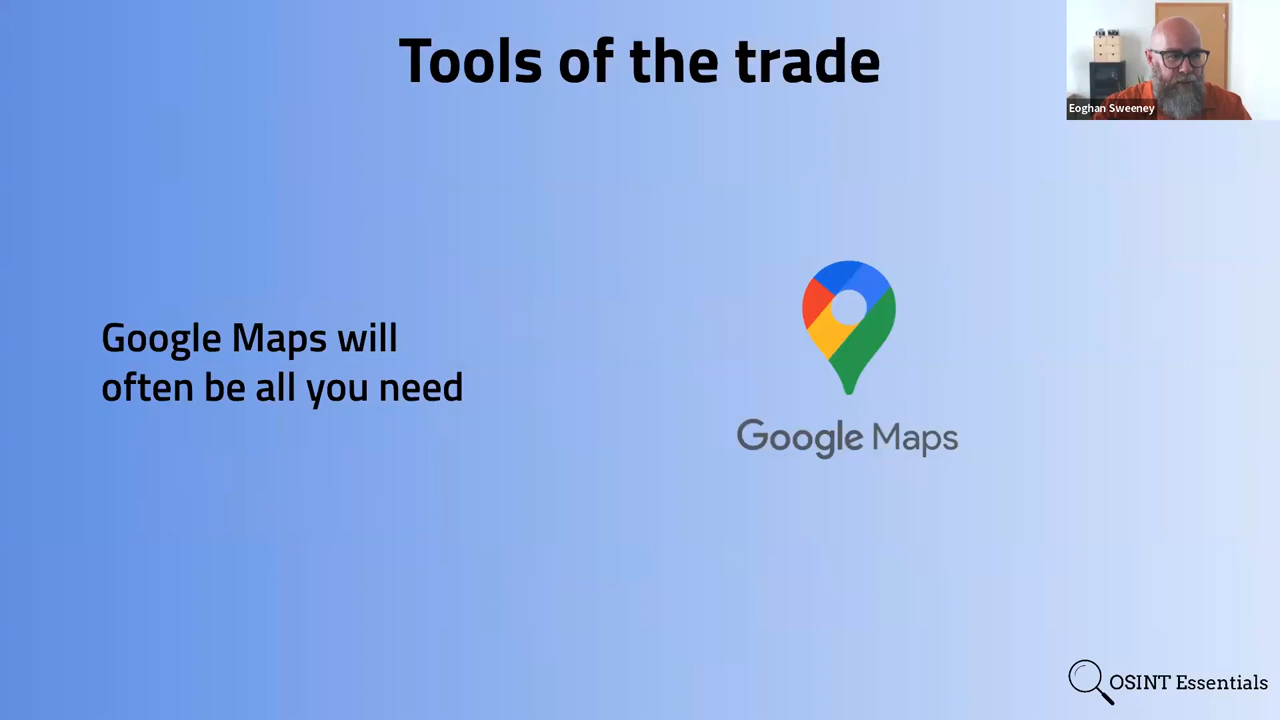 Tools of the trade
Eoghan Sweeney
Google Maps will
often be all you need
Google Maps
OSINT Essentials